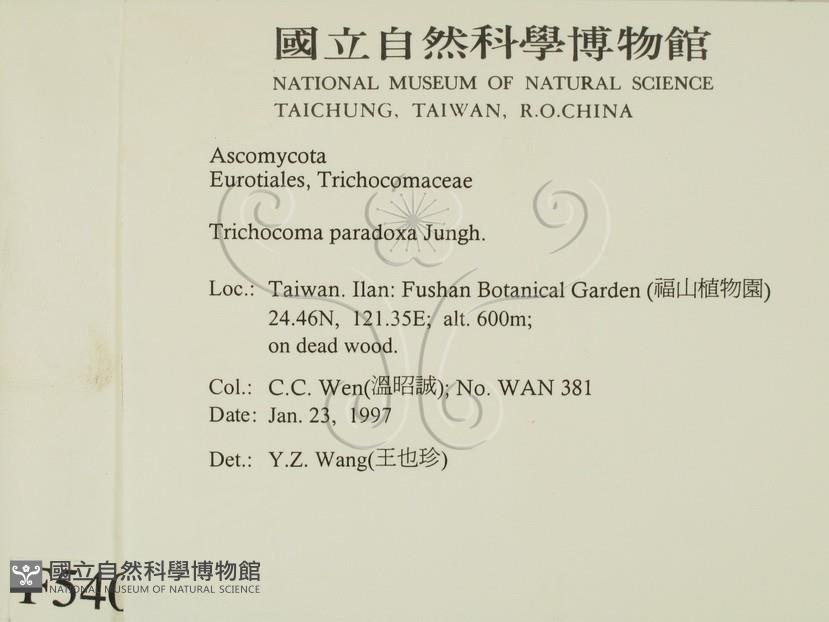 國立自然科學博物館
NATIONAL MUSEUM OF NATURAL SCIENCE
TAICHUNG, TAIWAN, R.O.CHINA
Ascomycota
Eurotiales, Trichocomaceae
Trichocoma paradoxa Jungh.
Loc.: Taiwan. Ilan: Fushan Botanical Garden (福山植物園)
24.46N, 121.35E; alt. 600m;
on dead wood.
Col.: C.C. Wen(溫昭誠); No. WAN 381
Date: Jan. 23, 1997
Det.: Y.Z. Wang(王也珍)
國立自然科學博物館
NATIONAL MUSEUM OF NATURAL SCIENCE